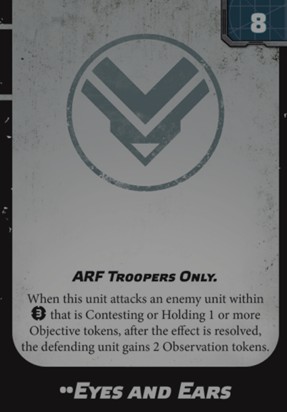 8
ARF Troopers Only.
When this unit attacks an enemy unit within
3 that is Contesting or Holding 1 or more
Objective tokens, after the effect is resolved,
the defending unit gains 2 Observation tokens.
••Eyes and Ears